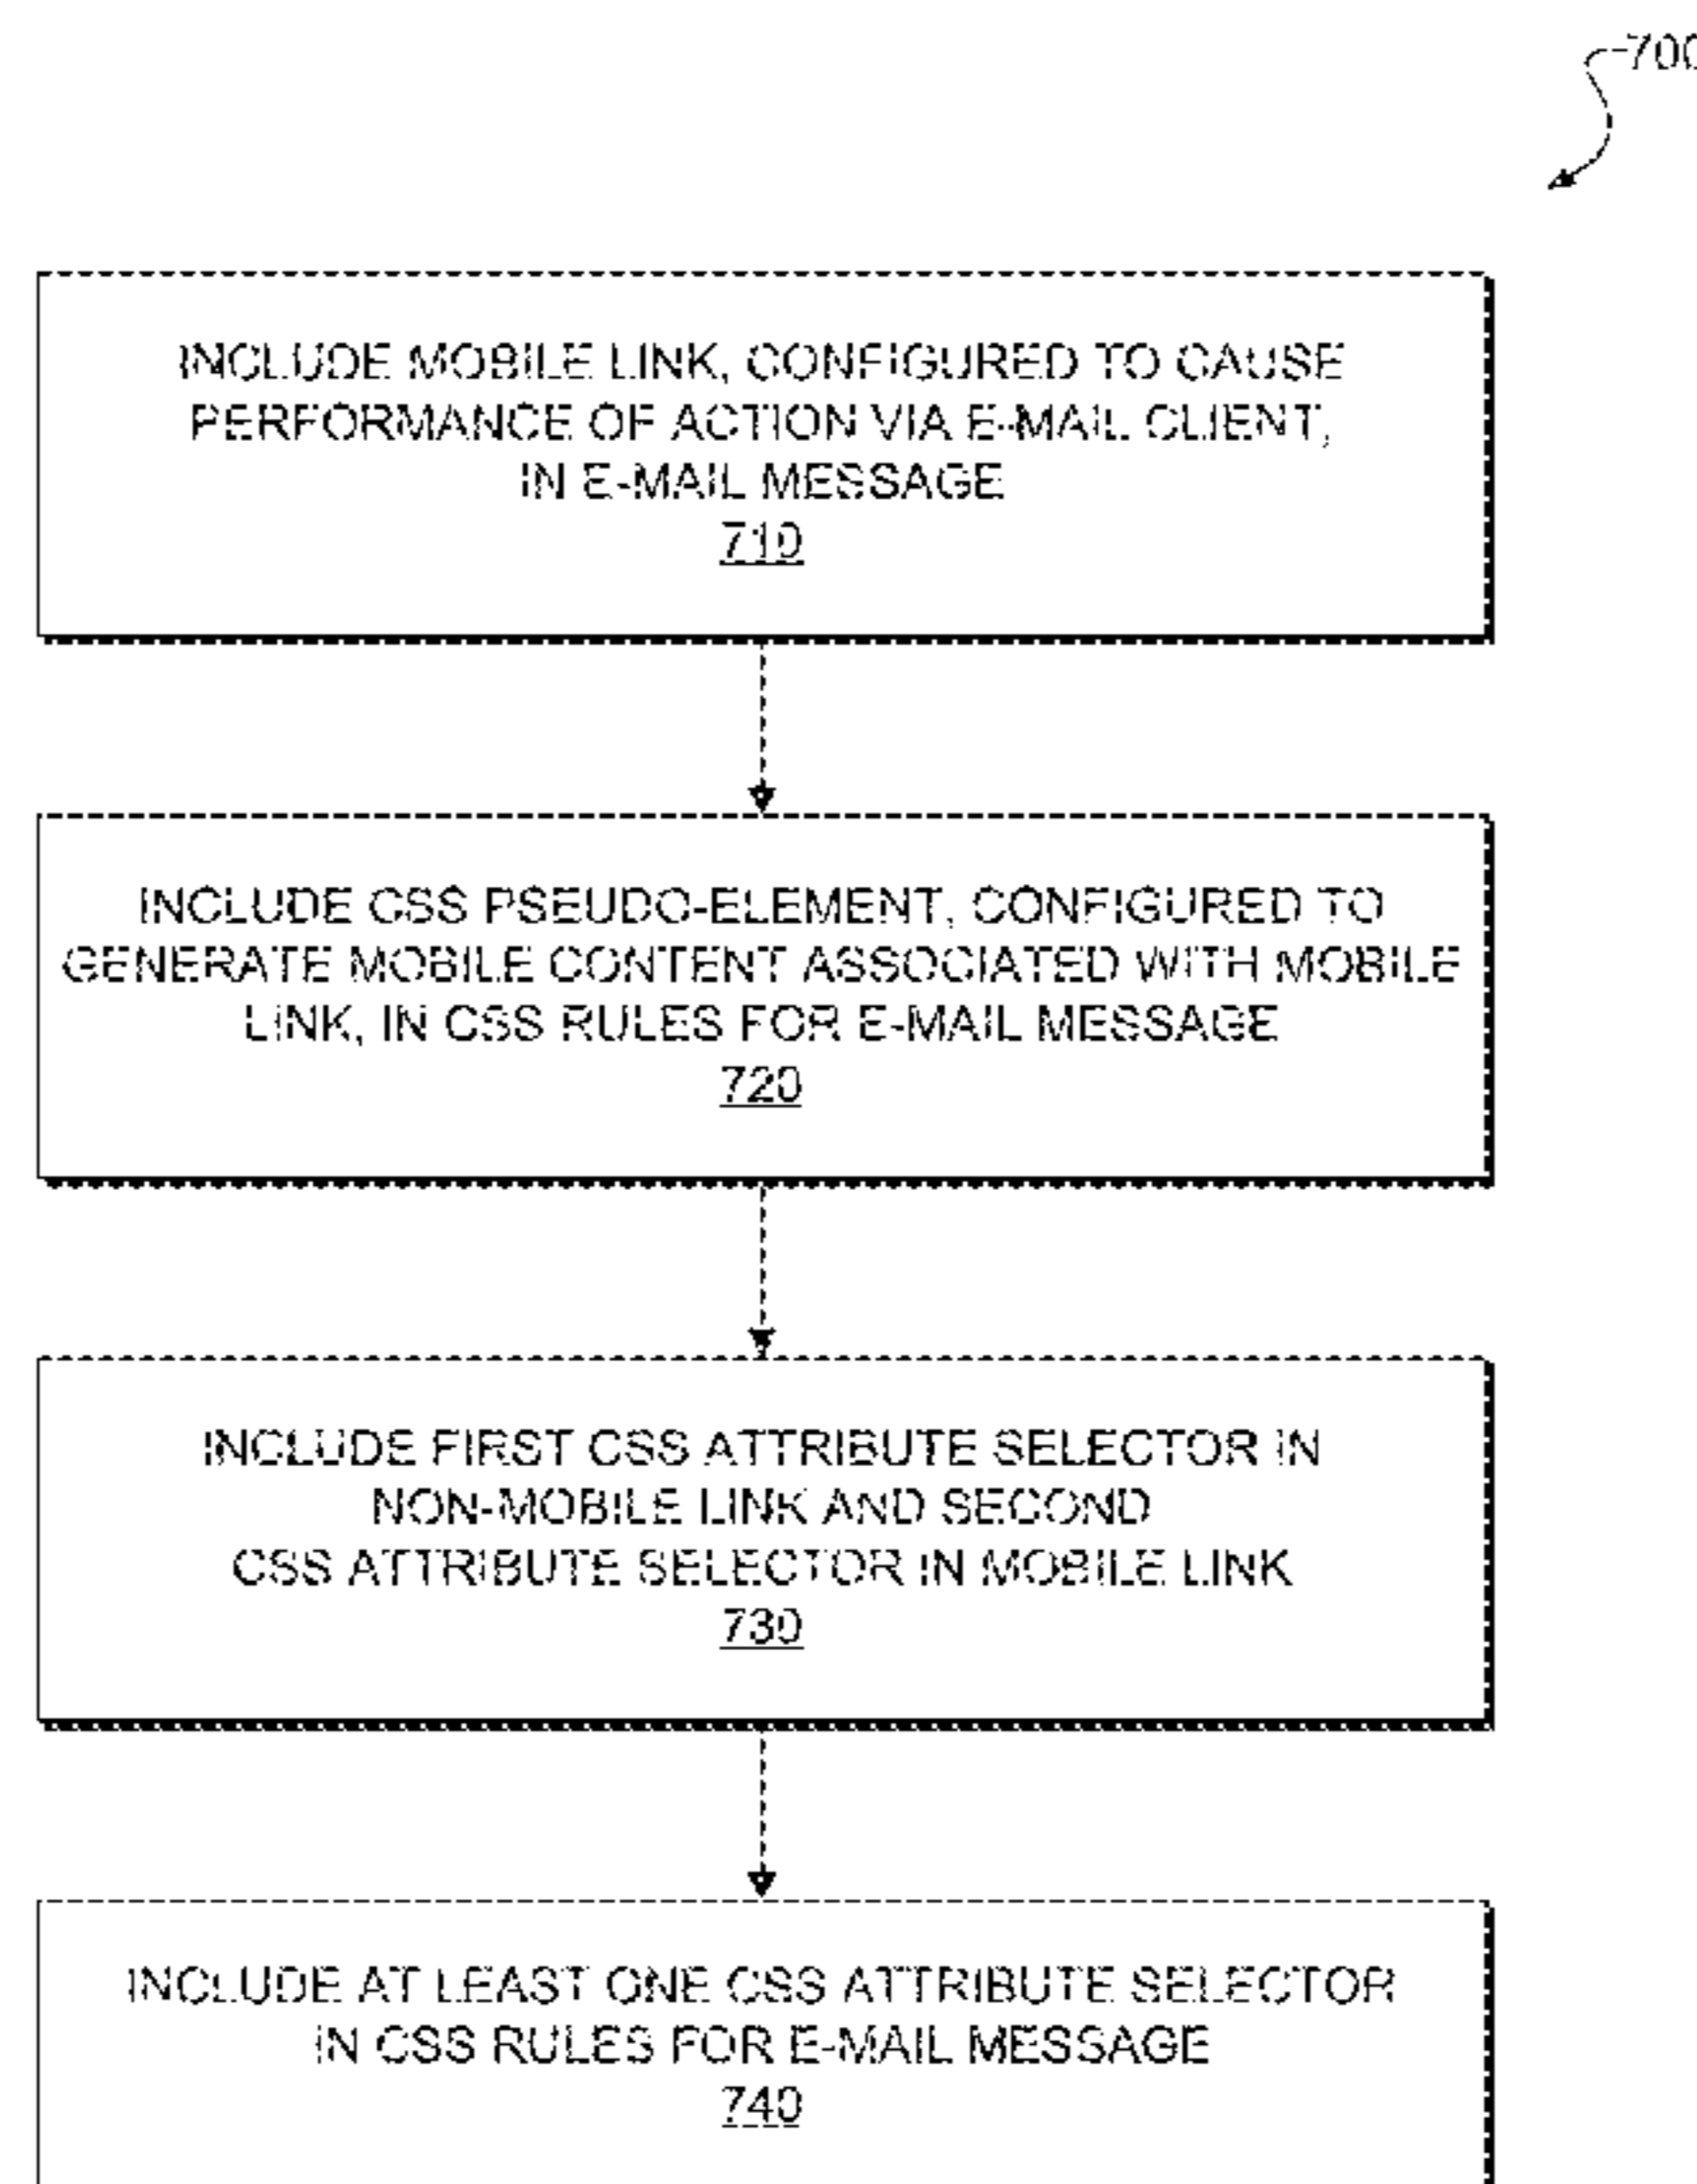 700
INCLUDE MOBILE LINK, CONFIGURED TO CAUSE
PERFORMANCE OF ACTION VIA E-MAIL CLIENT,
IN E-MAIL MESSAGE
710
INCLUDE CSS PSEUDO-ELEMENT, CONFIGURED TO
GENERATE MOBILE CONTENT ASSOCIATED WITH MOBILE
LINK, IN CSS RULES FOR E-MAIL MESSAGE
720
INCLUDE FIRST CSS ATTRIBUTE SELECTOR IN
NON-MOBILE LINK AND SECOND
CSS ATTRIBUTE SELECTOR IN MOBILE LINK
730
INCLUDE AT LEAST ONE CSS ATTRIBUTE SELECTOR
IN CSS RULES FOR E-MAIL MESSAGE
740